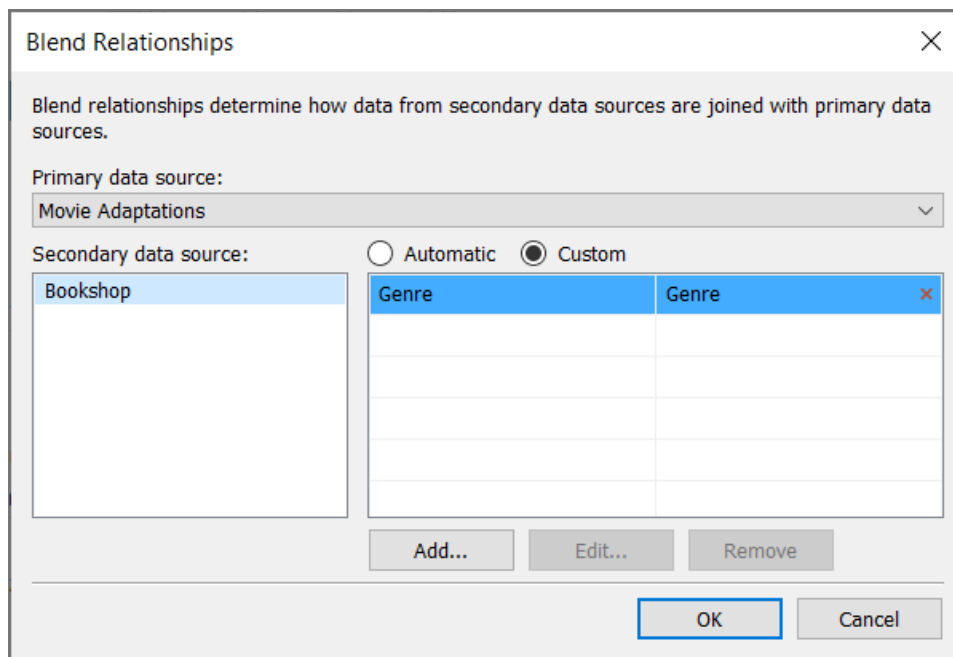 Blend Relationships
Blend relationships determine how data from secondary data sources are joined with primary data
sources.
Primary data source:
Movie Adaptations
Secondary data source:
Automatic
Custom
Bookshop
Genre
Genre
Add...
Edit...
Remove
OK
Cancel